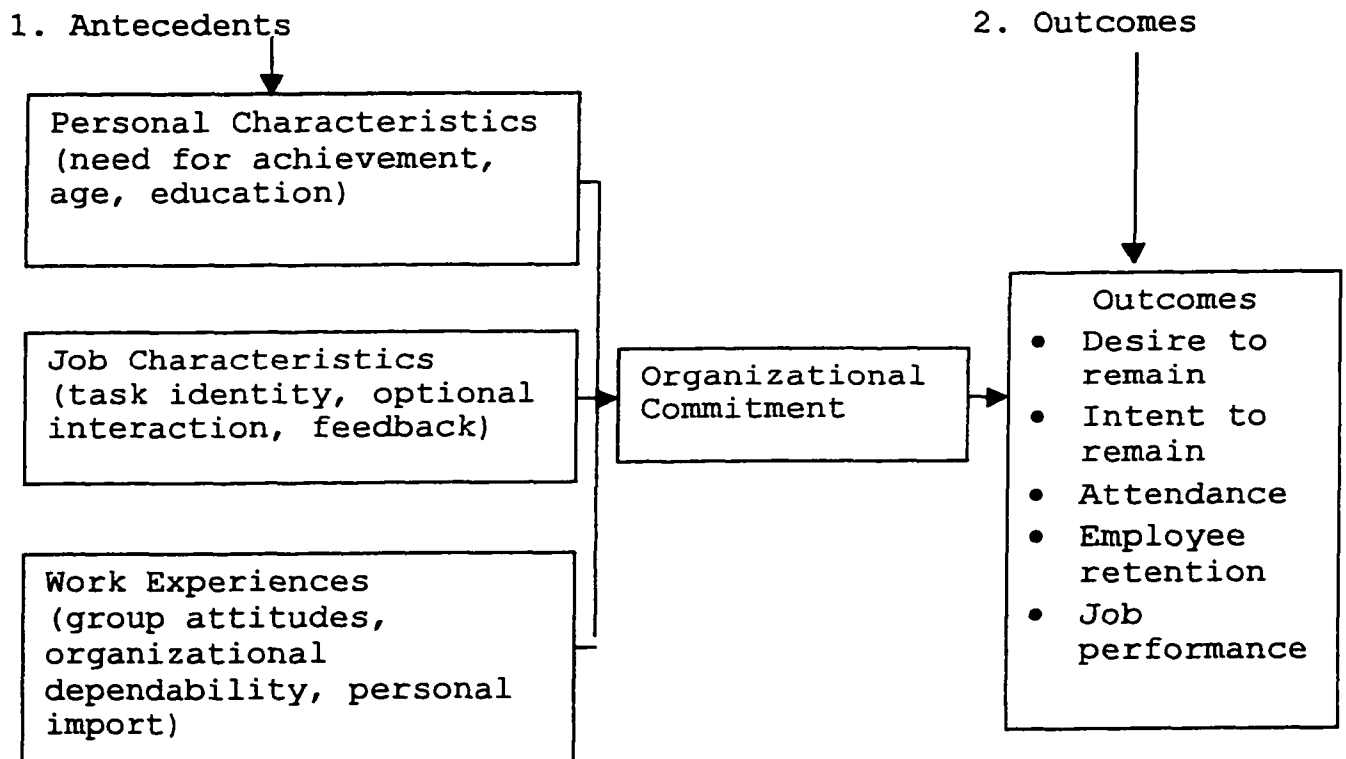 1. Antecedents
2. Outcomes
Personal Characteristics
(need for achievement,
age, education)
Job Characteristics
(task identity, optional
interaction, feedback)
Work Experiences
(group attitudes,
organizational
dependability, personal
import)
Organizational
Commitment
Outcomes
• Desire to
remain
• Intent to
remain
• Attendance
• Employee
retention
• Job
performance